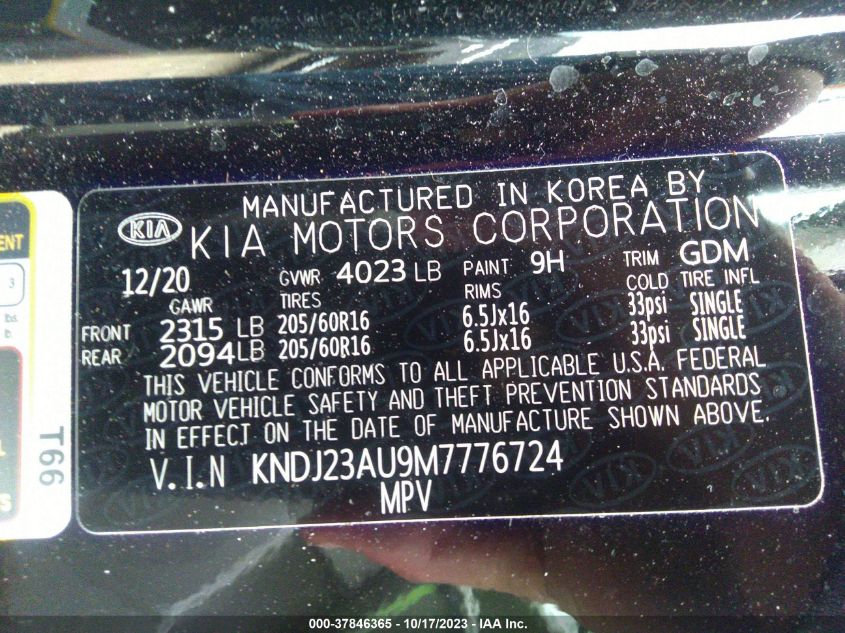 MANUFACTURED IN KOREA BY
KIA KIA MOTORS CORPORATION
12/20 GVWR 4023 LB PAINT 9H TRIM GDM
GAWR TIRES RIMS COLD TIRE INFL
FRONT 2315 LB 205/60R16 6.5Jx16 33psi SINGLE
REAR 2094LB 205/60R16 6.5Jx16 33psi SINGLE
THIS VEHICLE CONFORMS TO ALL APPLICABLE U.S.A. FEDERAL
MOTOR VEHICLE SAFETY AND THEFT PREVENTION STANDARDS
IN EFFECT ON THE DATE OF MANUFACTURE SHOWN ABOVE.
V.I.N KNDJ23AU9M7776724
MPV
T66
3
000-37846365 - 10/17/2023 - IAA Inc.